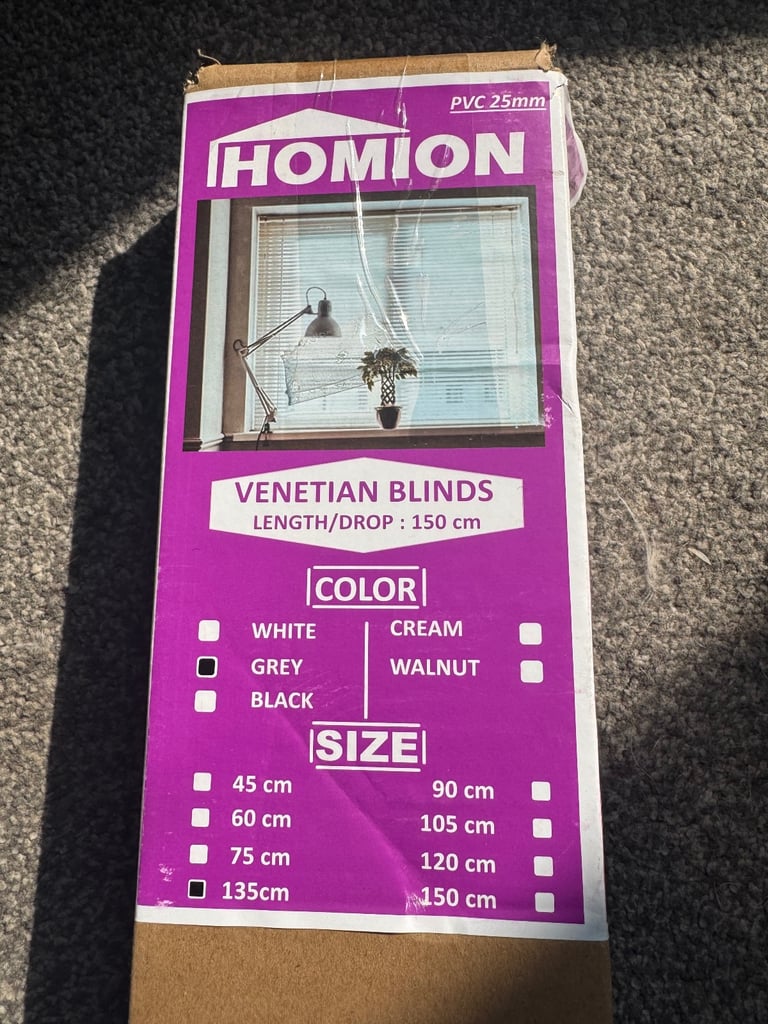 PVC 25mm
HOMION
VENETIAN BLINDS
LENGTH/DROP : 150 cm
COLOR
WHITE
CREAM
GREY
WALNUT
BLACK
SIZE
45 cm
90 cm
60 cm
105 cm
75 cm
120 cm
135cm
150 cm